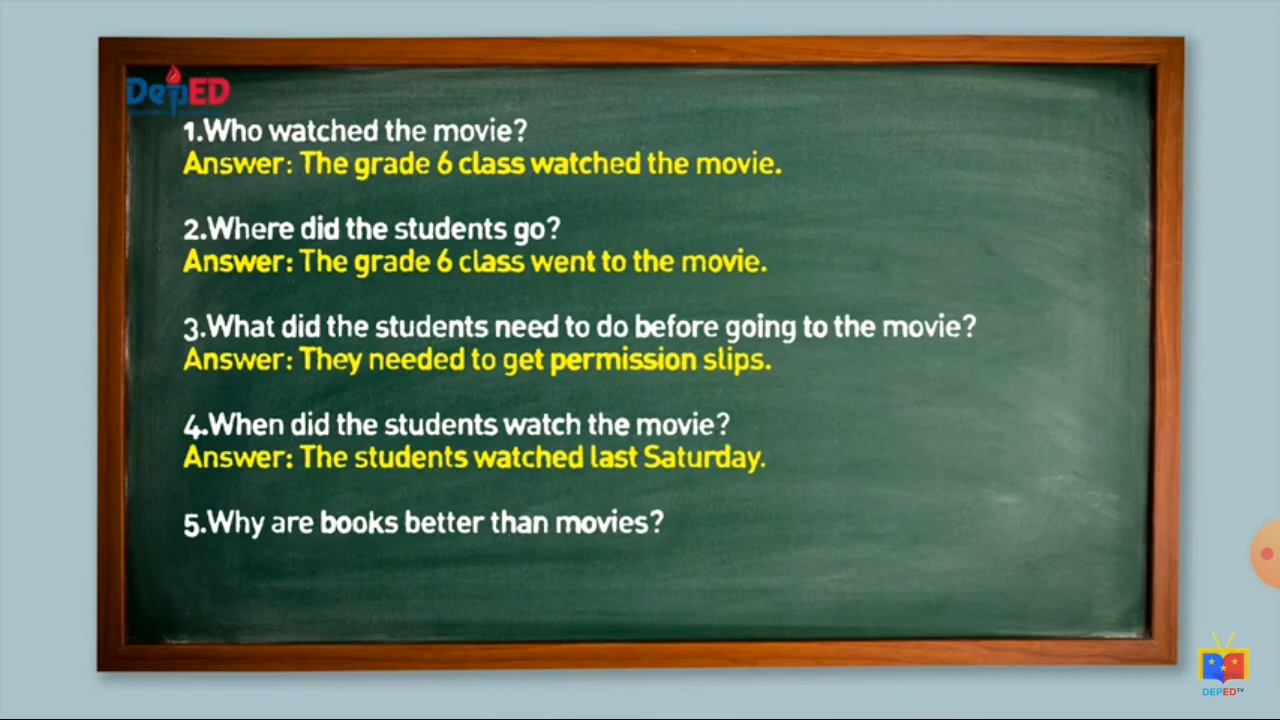 DepED
1.Who watched the movie?
Answer: The grade 6 class watched the movie.
2.Where did the students go?
Answer: The grade 6 class went to the movie.
3.What did the students need to do before going to the movie?
Answer: They needed to get permission slips.
4.When did the students watch the movie?
Answer: The students watched last Saturday.
5.Why are books better than movies?
DEPED TV